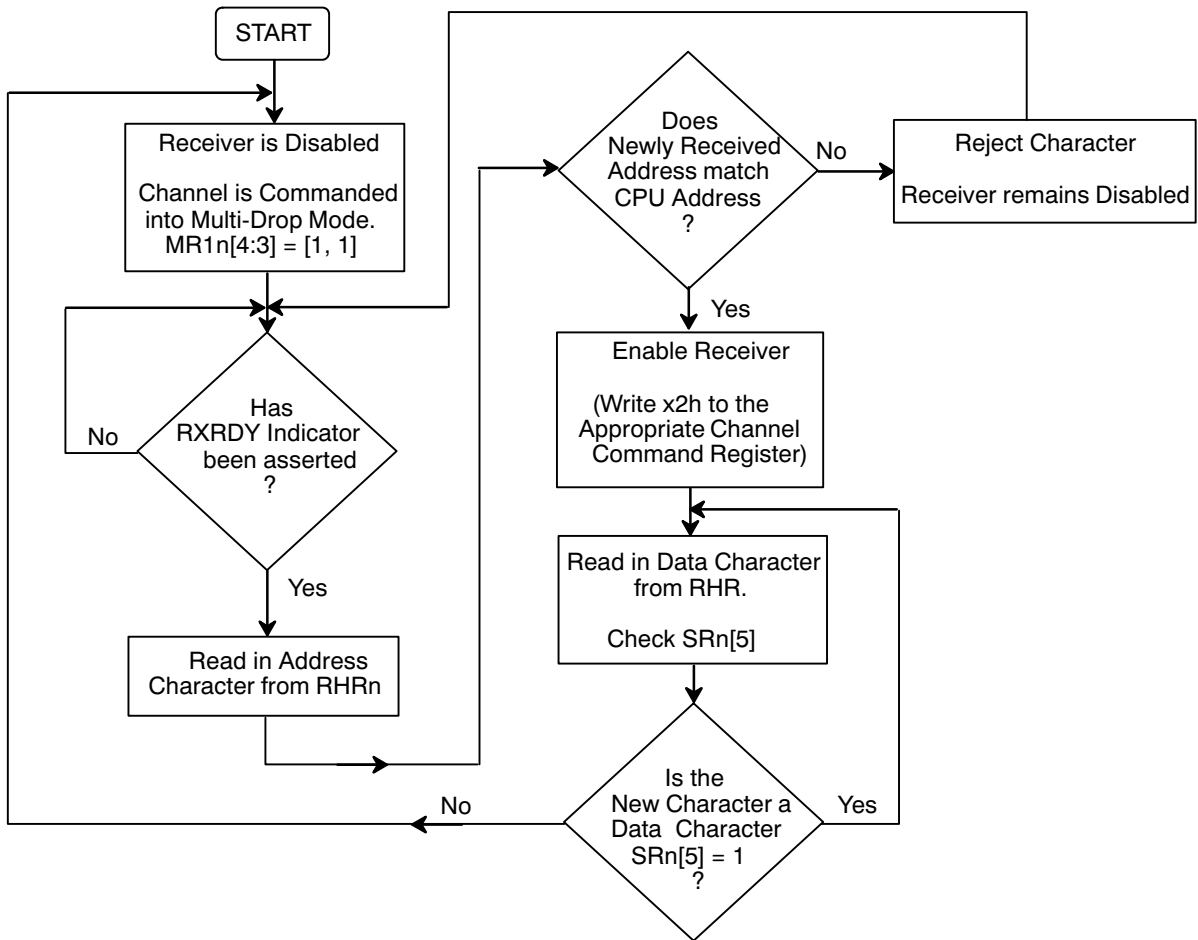 START
Receiver is Disabled
Channel is Commanded
into Multi-Drop Mode.
MR1n[4:3] = [1, 1]
Has
RXRDY Indicator
been asserted
?
No
Yes
Read in Address
Character from RHRn
Does
Newly Received
Address match
CPU Address
?
No
Reject Character
Receiver remains Disabled
Yes
Enable Receiver
(Write x2h to the
Appropriate Channel
Command Register)
Read in Data Character
from RHR.
Check SRn[5]
Is the
New Character a
Data Character
SRn[5] = 1
?
No
Yes